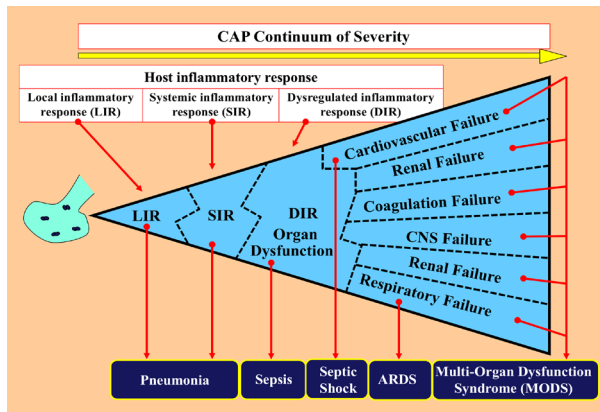 CAP Continuum of Severity
Host inflammatory response
Local inflammatory
response (LIR)
Systemic inflammatory
response (SIR)
Dysregulated inflammatory
response (DIR)
LIR
SIR
DIR
Organ
Dysfunction
Cardiovascular Failure
Renal Failure
Coagulation Failure
CNS Failure
Renal Failure
Respiratory Failure
Pneumonia
Sepsis
Septic
Shock
ARDS
Multi-Organ Dysfunction
Syndrome (MODS)